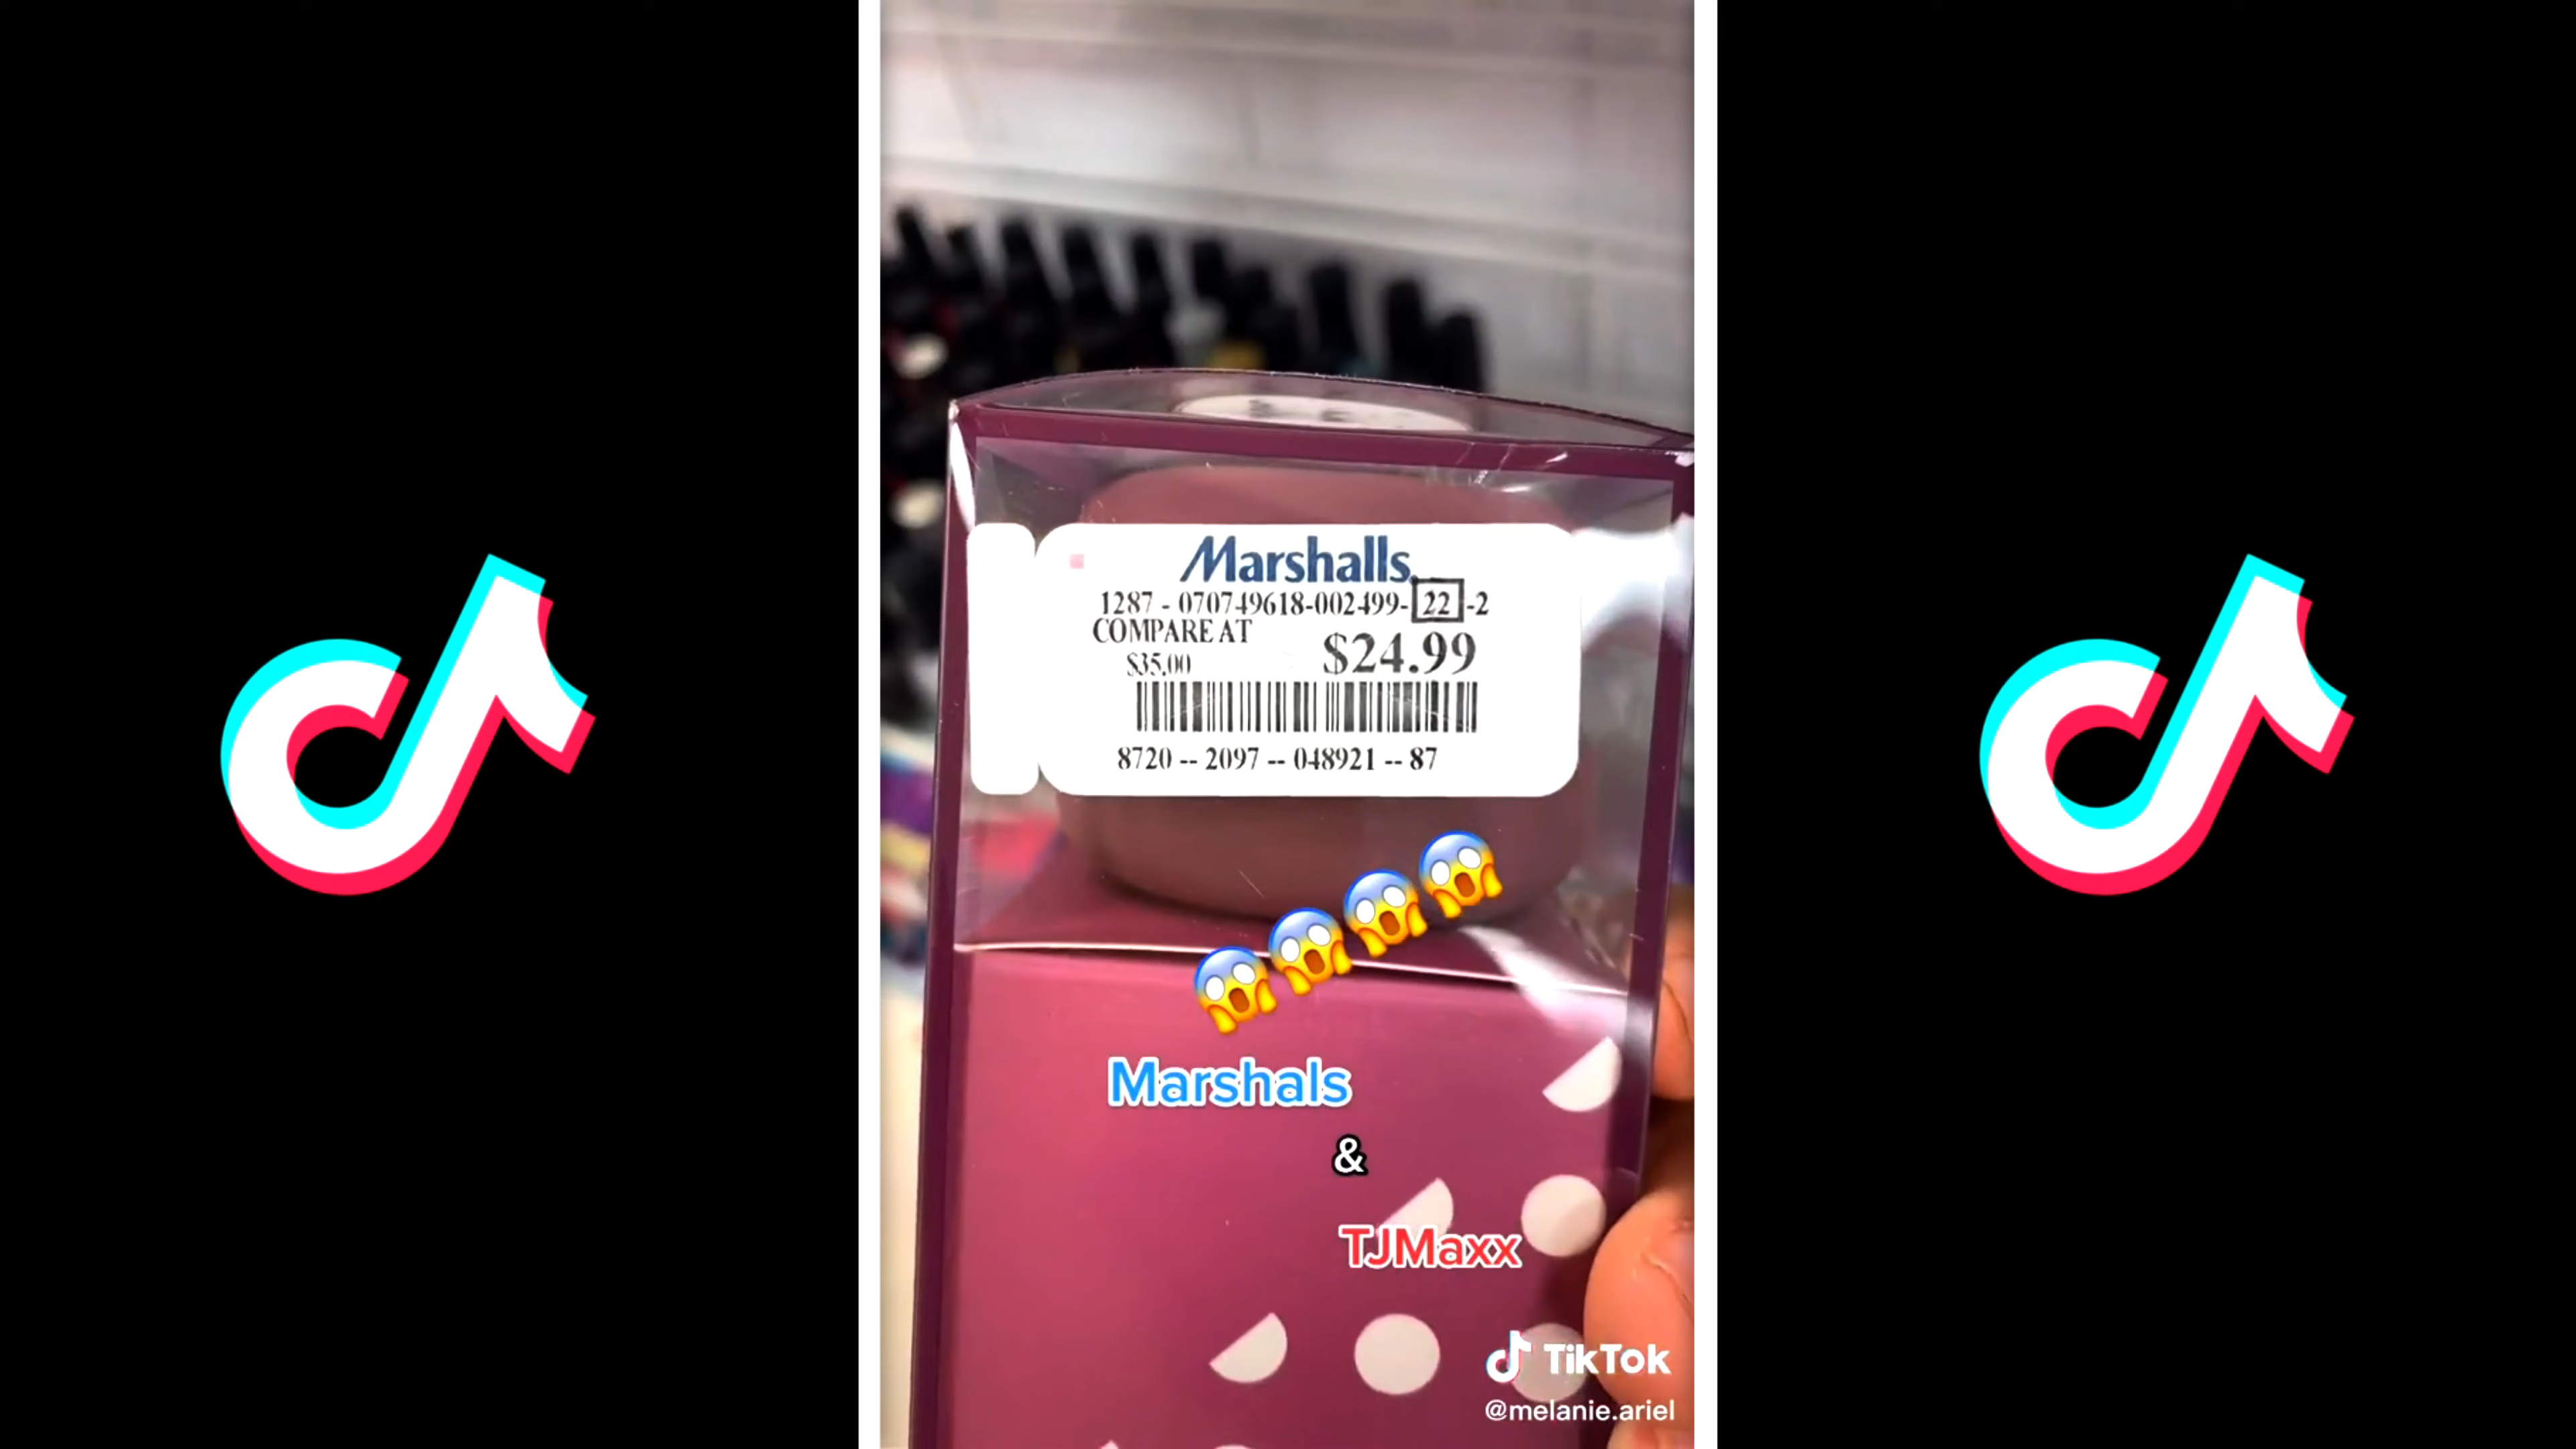 Marshalls.
1287 - 070749618-002499- 22 -2
COMPARE AT
$35.00
$24.99
8720 -- 2097 -- 048921 -- 87
Marshals
&
TJMaxx
TikTok
@melanie.ariel